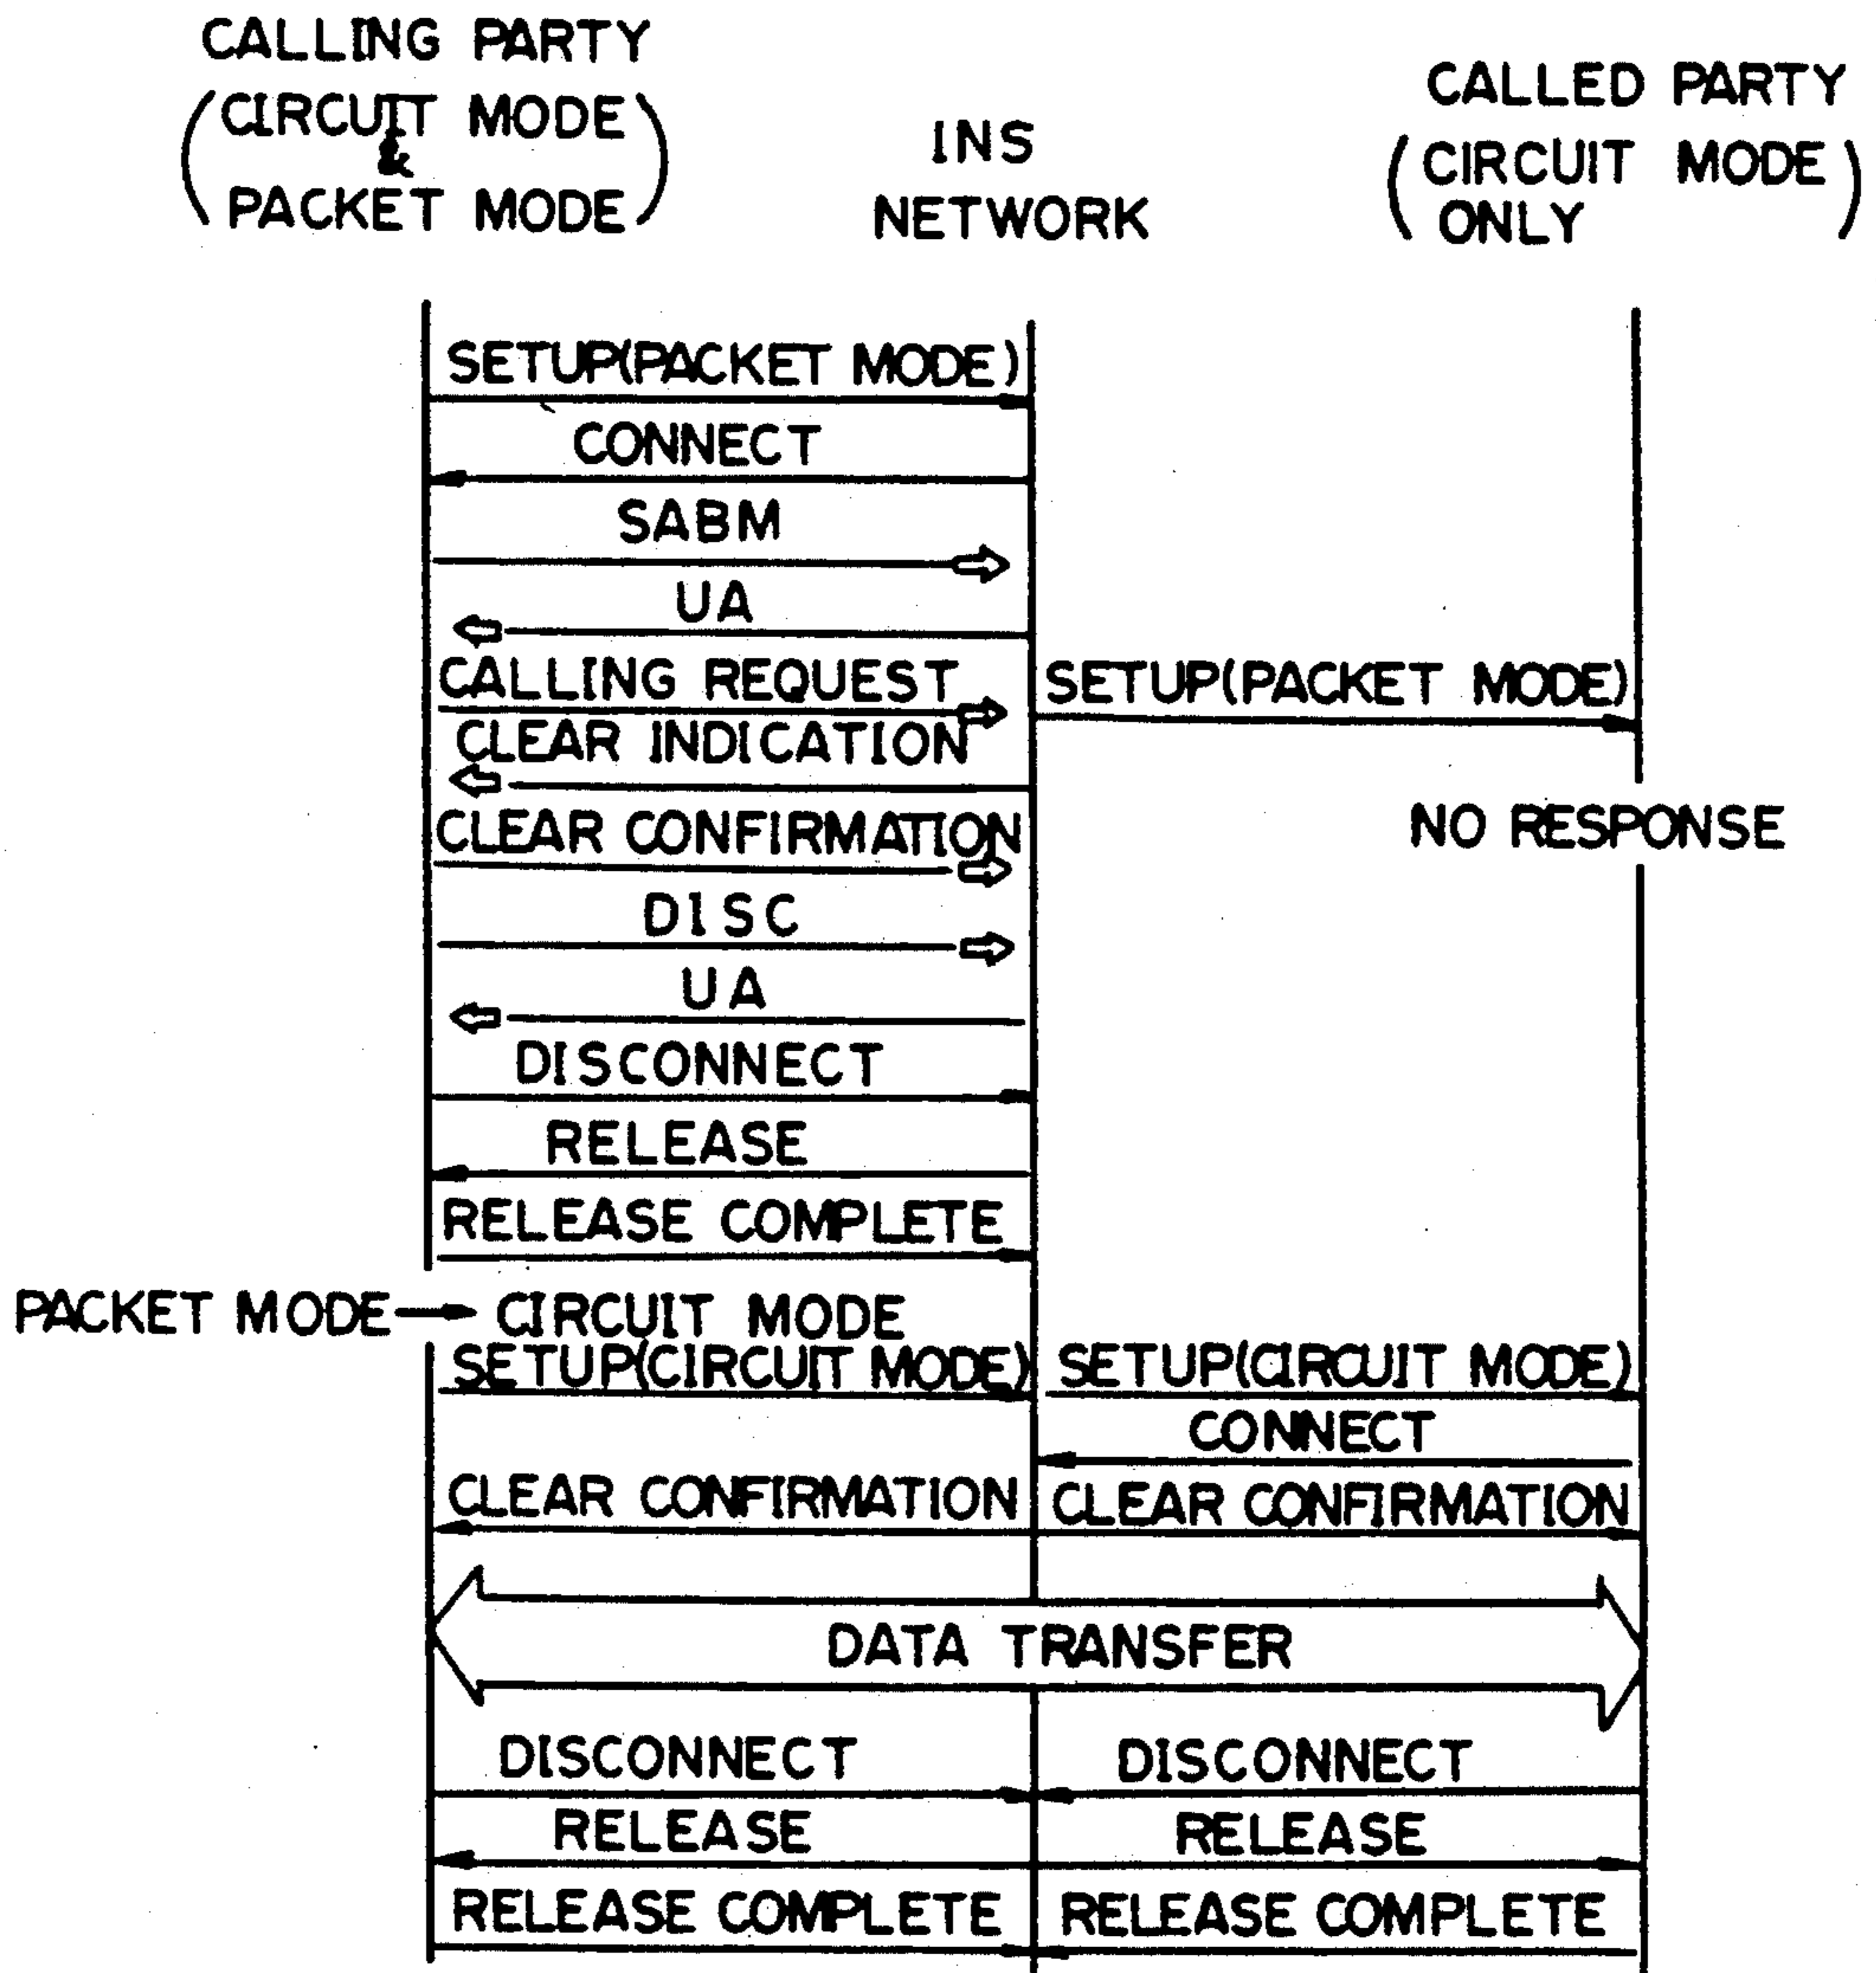 CALLING PARTY
(CIRCUIT MODE
&
PACKET MODE)
INS
NETWORK
CALLED PARTY
(CIRCUIT MODE
ONLY)
SETUP(PACKET MODE)
CONNECT
SABM
UA
CALLING REQUEST
SETUP(PACKET MODE)
CLEAR INDICATION
NO RESPONSE
CLEAR CONFIRMATION
DISC
UA
DISCONNECT
RELEASE
RELEASE COMPLETE
PACKET MODE → CIRCUIT MODE
SETUP(CIRCUIT MODE)
SETUP(CIRCUIT MODE)
CONNECT
CLEAR CONFIRMATION
CLEAR CONFIRMATION
DATA TRANSFER
DISCONNECT
DISCONNECT
RELEASE
RELEASE
RELEASE COMPLETE
RELEASE COMPLETE